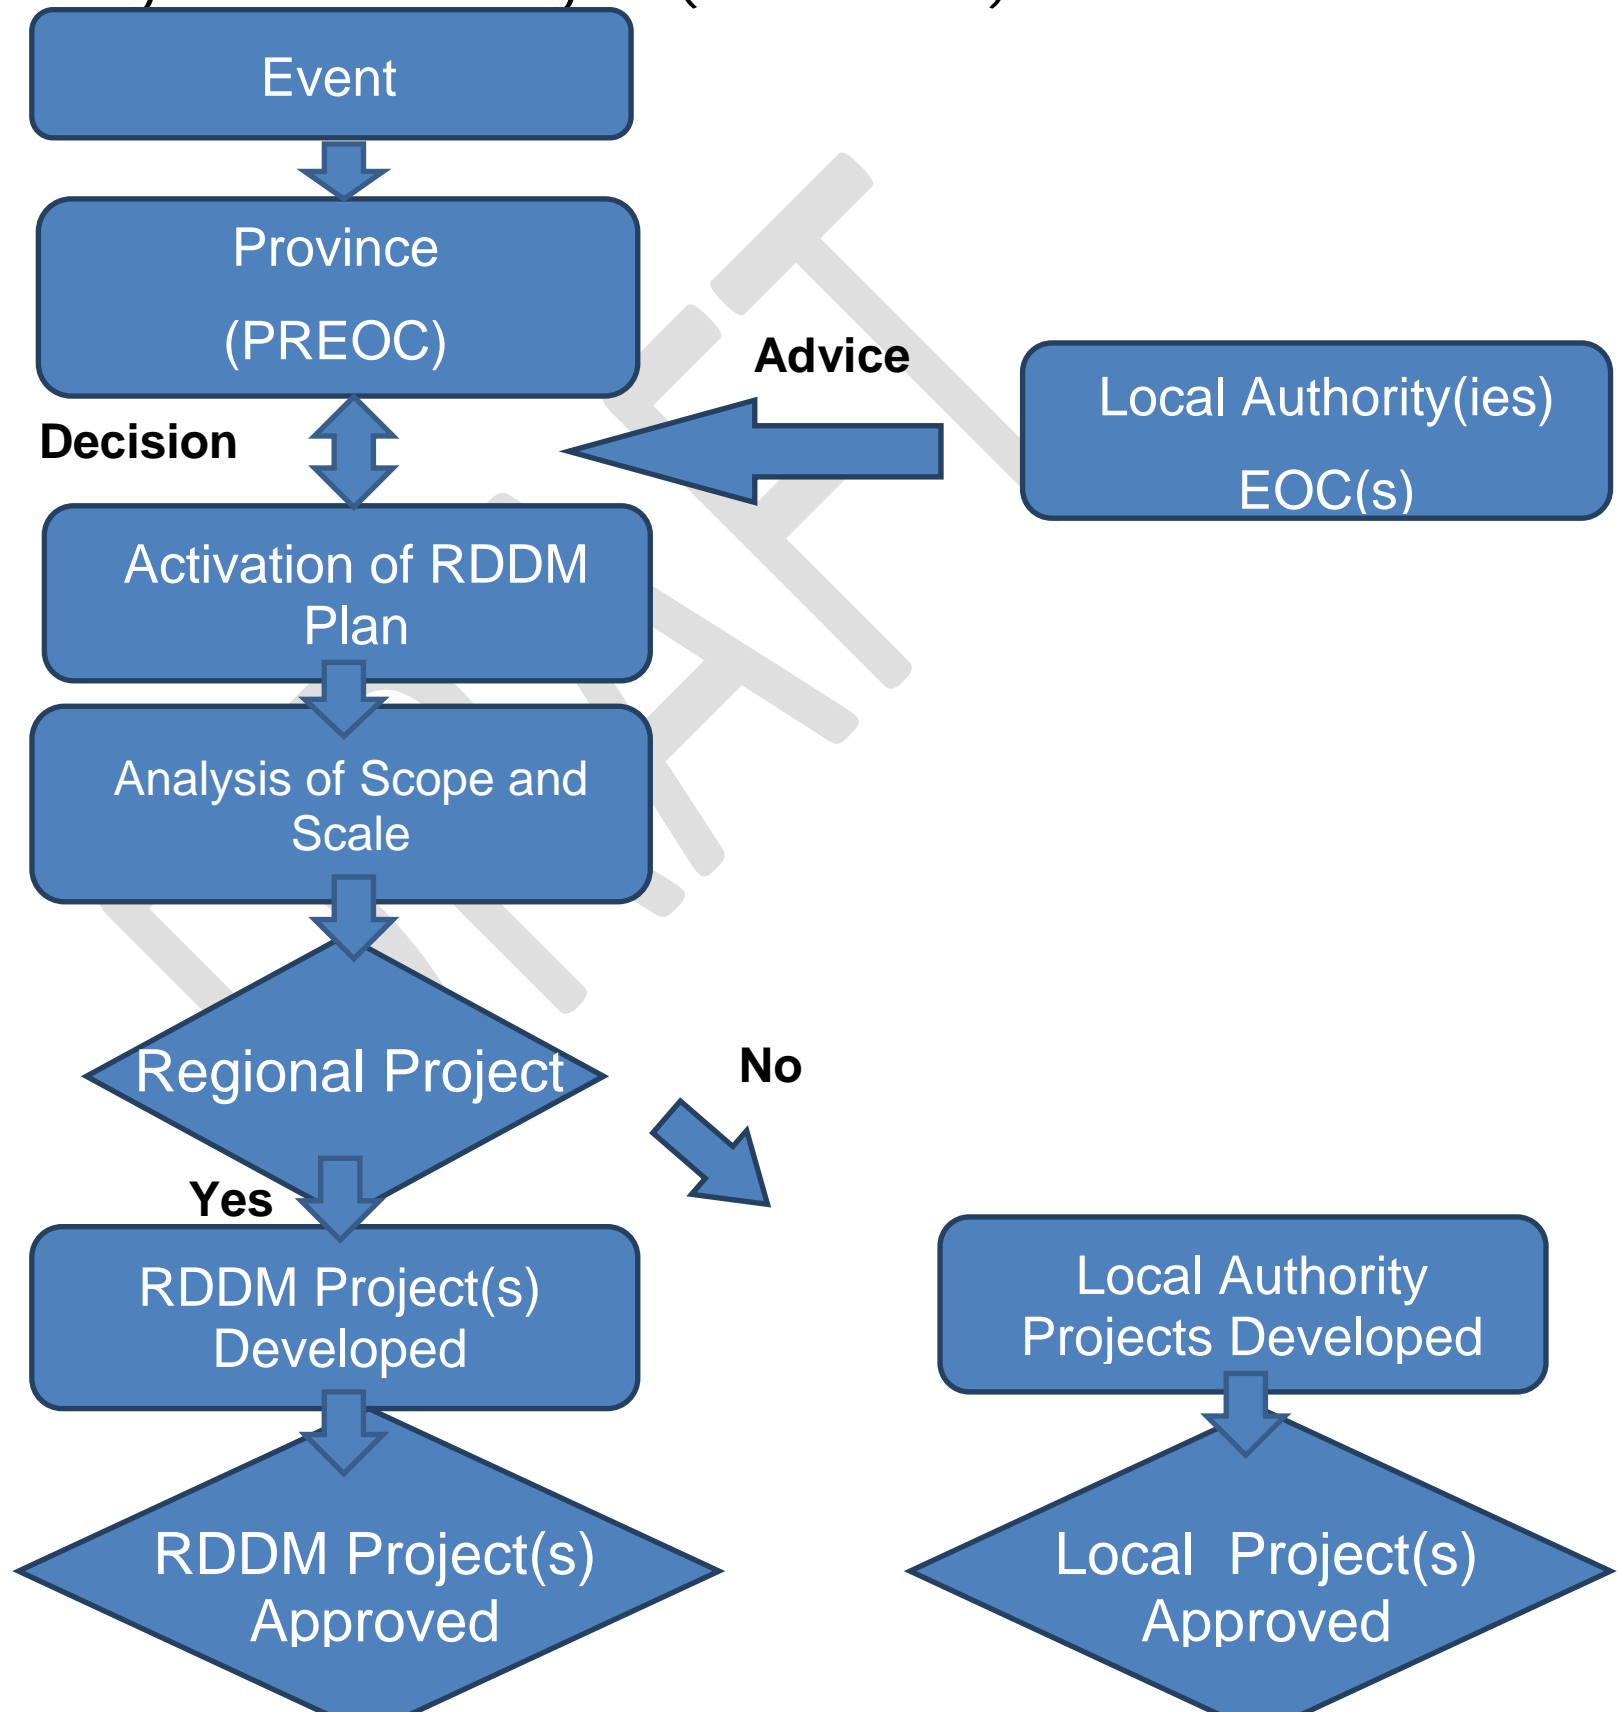 Event
Province
(PREOC)
Advice
Local Authority(ies)
EOC(s)
Decision
Activation of RDDM
Plan
Analysis of Scope and
Scale
Regional Project
No
Yes
RDDM Project(s)
Developed
Local Authority
Projects Developed
RDDM Project(s)
Approved
Local  Project(s)
Approved
DRAFT